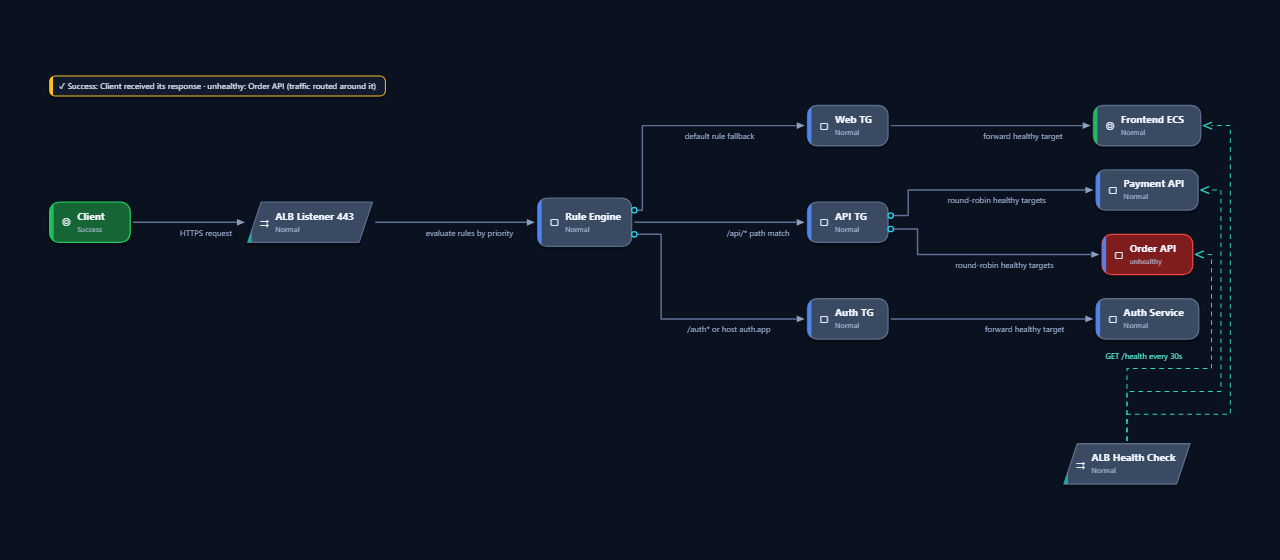 ✓ Success: Client received its response · unhealthy: Order API (traffic routed around it)
Web TG
Normal
default rule fallback
forward healthy target
Frontend ECS
Normal
Payment API
Normal
round-robin healthy targets
Client
Success
HTTPS request
ALB Listener 443
Normal
evaluate rules by priority
Rule Engine
Normal
/api/* path match
API TG
Normal
Order API
unhealthy
round-robin healthy targets
/auth* or host auth.app
Auth TG
Normal
forward healthy target
Auth Service
Normal
GET /health every 30s
ALB Health Check
Normal